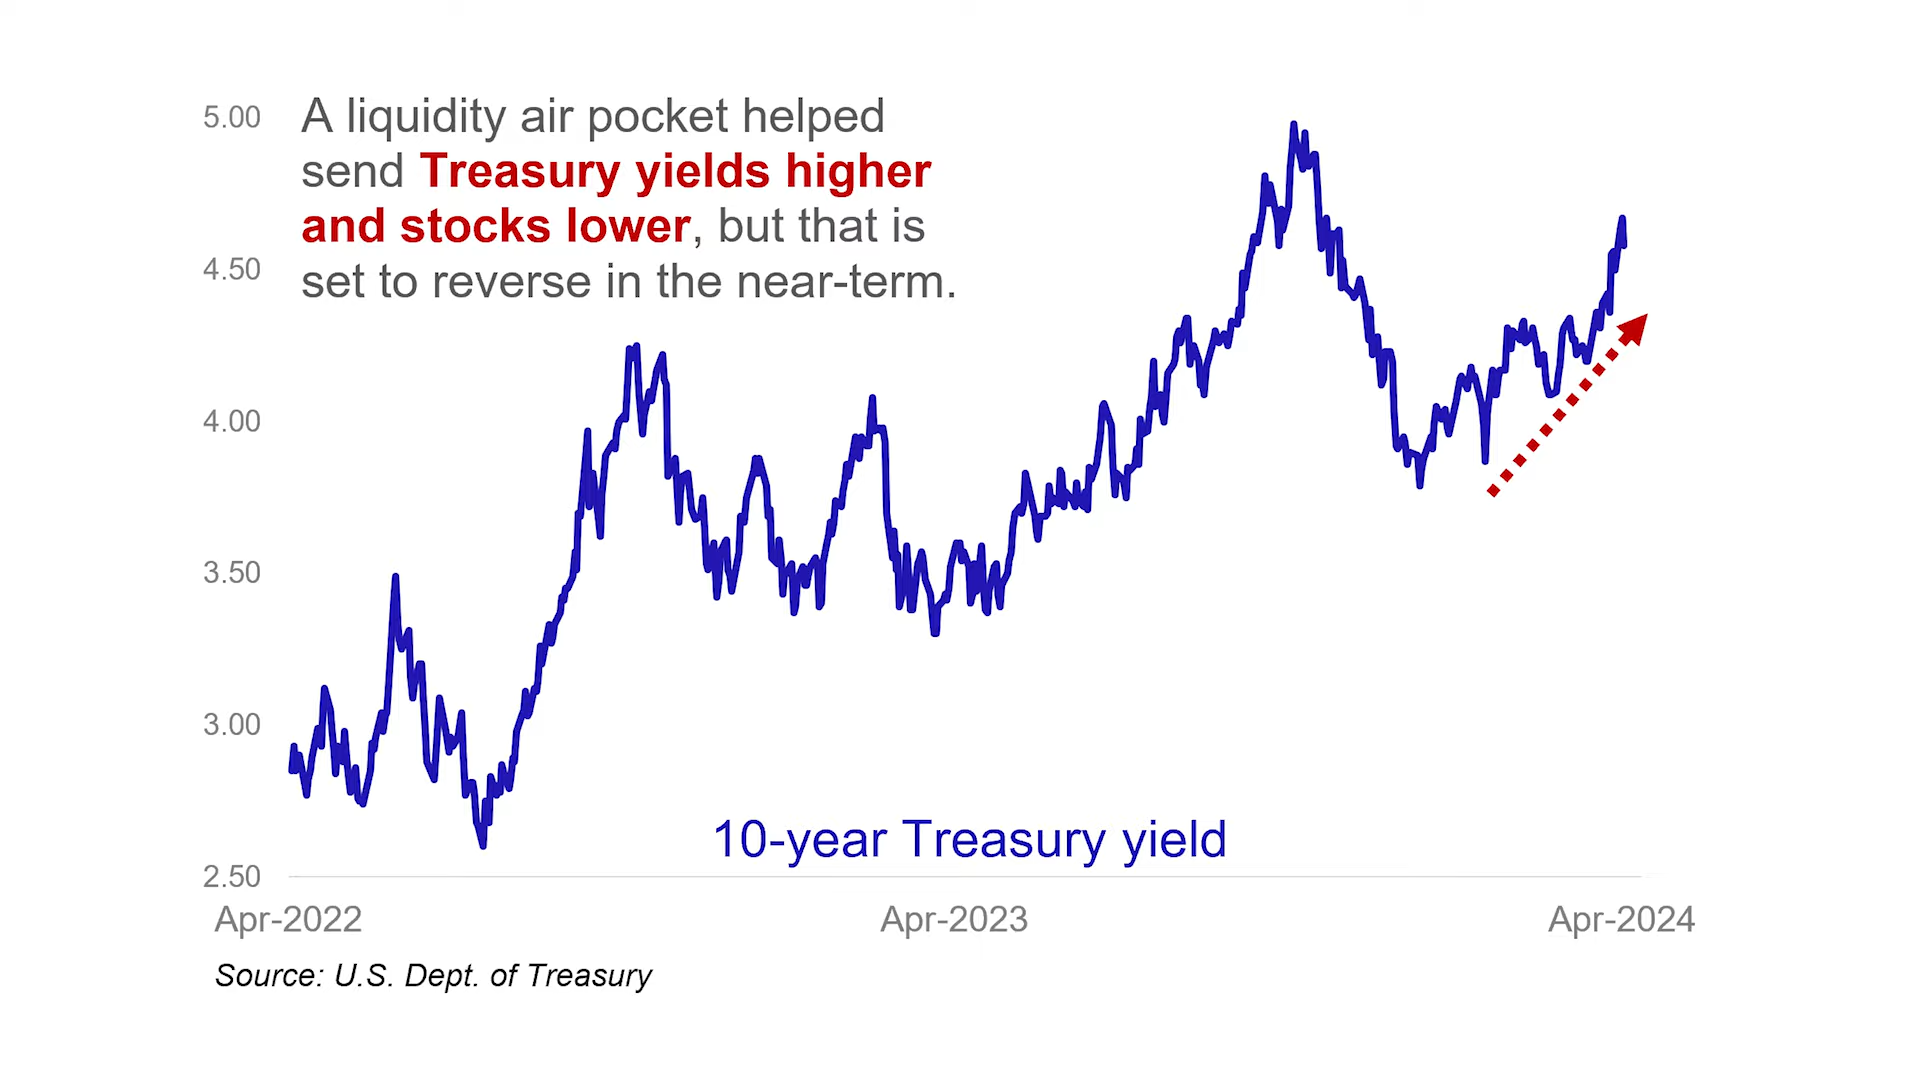 5.00
A liquidity air pocket helped
send Treasury yields higher
and stocks lower, but that is
set to reverse in the near-term.
4.50
4.00
3.50
3.00
2.50
10-year Treasury yield
Apr-2022
Apr-2023
Apr-2024
Source: U.S. Dept. of Treasury